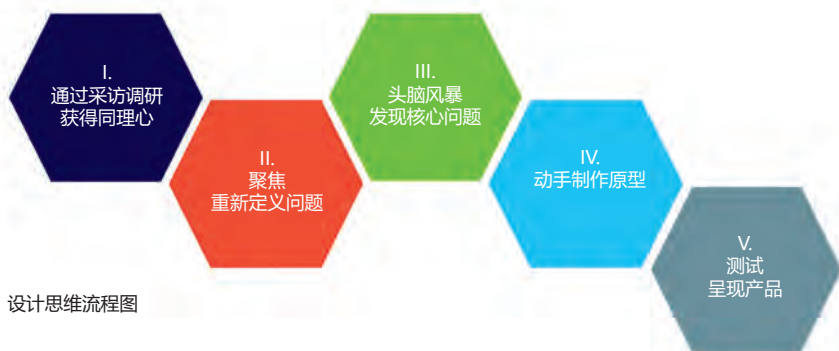 I.
通过采访调研
获得同理心
II.
聚焦
重新定义问题
III.
头脑风暴
发现核心问题
IV.
动手制作原型
V.
测试
呈现产品
设计思维流程图